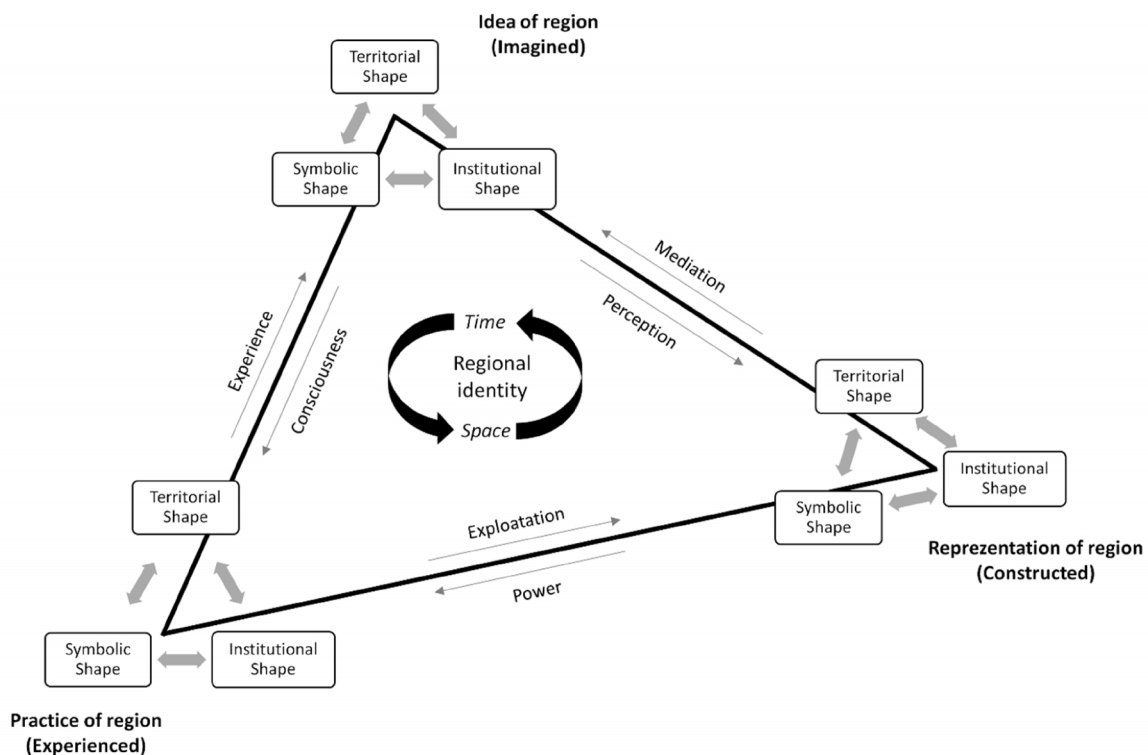 Idea of region
(Imagined)
Territorial
Shape
Symbolic
Shape
Institutional
Shape
Mediation
Perception
Experience
Consciousness
Time
Regional
identity
Space
Territorial
Shape
Institutional
Shape
Symbolic
Shape
Reprezentation of region
(Constructed)
Territorial
Shape
Exploatation
Power
Symbolic
Shape
Institutional
Shape
Practice of region
(Experienced)